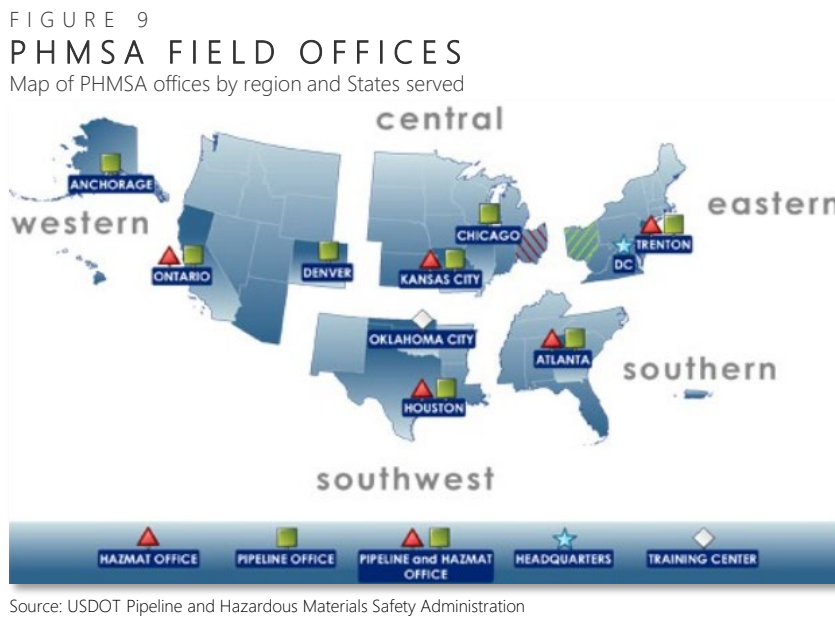 FIGURE 9
PHMSA FIELD OFFICES
Map of PHMSA offices by region and States served
central
ANCHORAGE
western
eastern
CHICAGO
TRENTON
DC
ONTARIO
DENVER
KANSAS CITY
OKLAHOMA CITY
ATLANTA
southern
HOUSTON
southwest
HAZMAT OFFICE
PIPELINE OFFICE
PIPELINE and HAZMAT
OFFICE
HEADQUARTERS
TRAINING CENTER
Source: USDOT Pipeline and Hazardous Materials Safety Administration